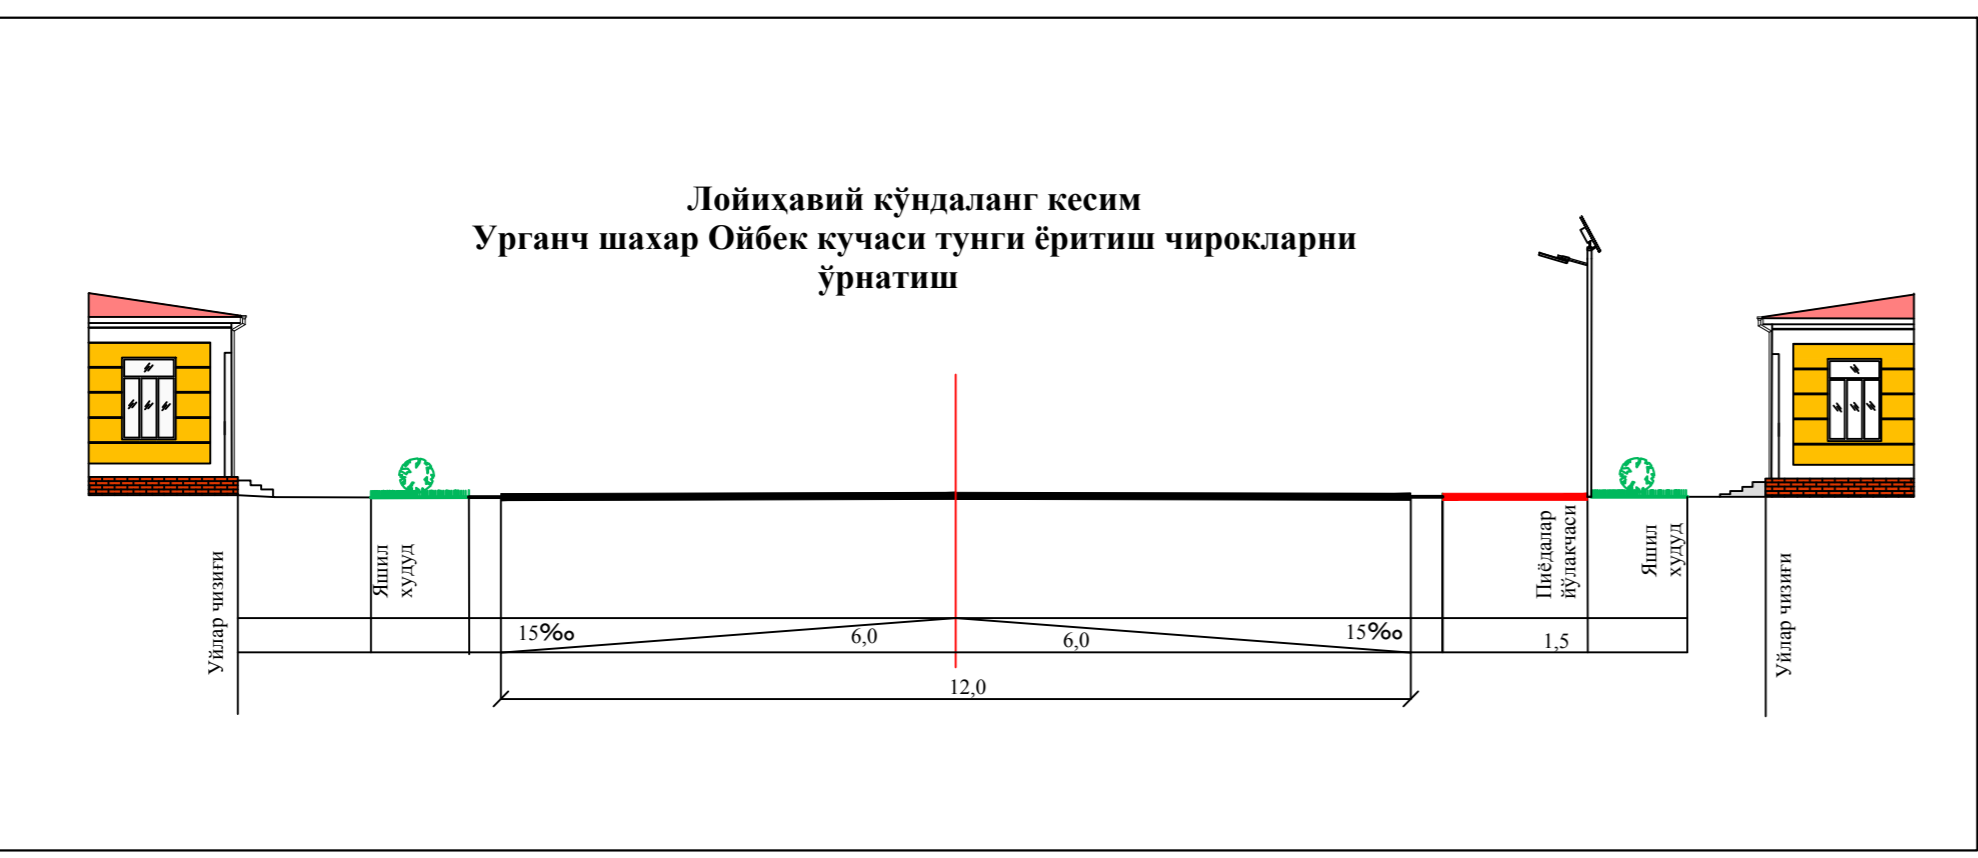 Лойиҳавий кўндаланг кесим
Урганч шахар Ойбек кучаси тунги ёритиш чирокларни
ўрнатиш
Уйлар чизиғи
Яшил
худуд
Пиёдалар
йўлакчаси
Яшил
худуд
Уйлар чизиғи
15‰
6,0
6,0
15‰
1,5
12,0